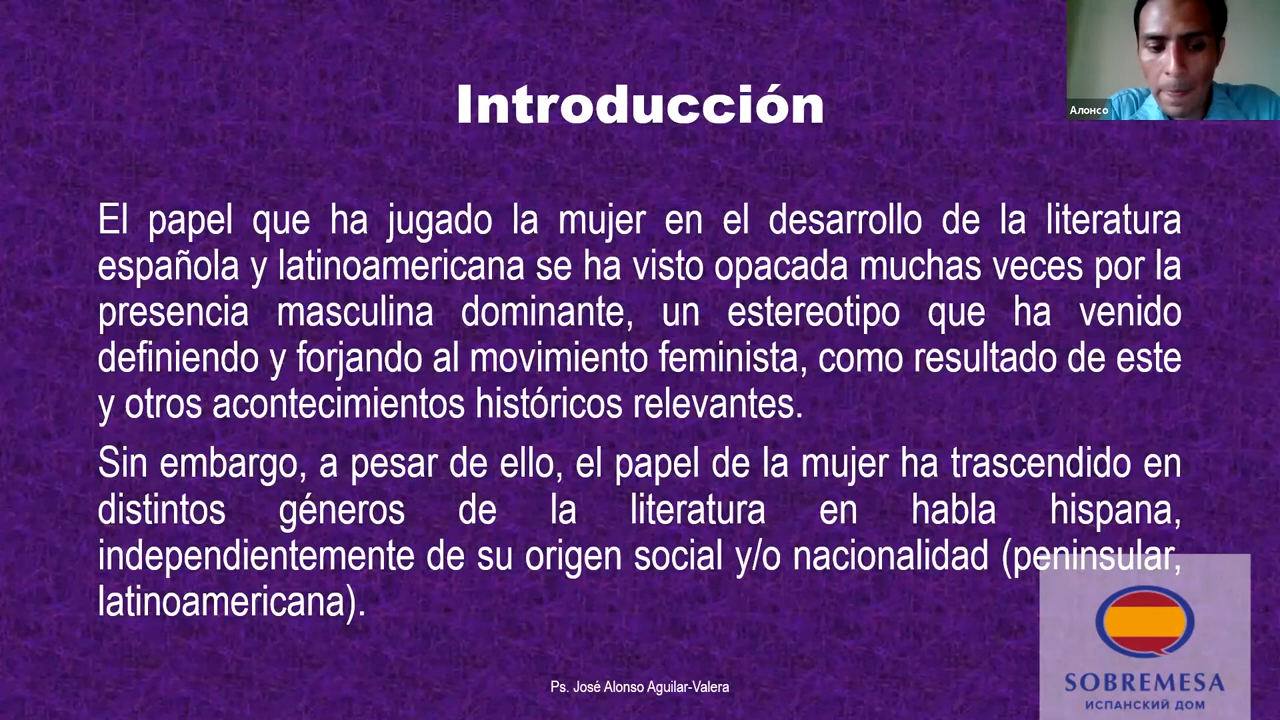 Introducción
Алонсо
El papel que ha jugado la mujer en el desarrollo de la literatura
española y latinoamericana se ha visto opacada muchas veces por la
presencia masculina dominante, un estereotipo que ha venido
definiendo y forjando al movimiento feminista, como resultado de este
y otros acontecimientos históricos relevantes.
Sin embargo, a pesar de ello, el papel de la mujer ha trascendido en
distintos géneros de la literatura en habla hispana,
independientemente de su origen social y/o nacionalidad (peninsular,
latinoamericana).
Ps. José Alonso Aguilar-Valera
SOBREMESA
ИСПАНСКИЙ ДОМ